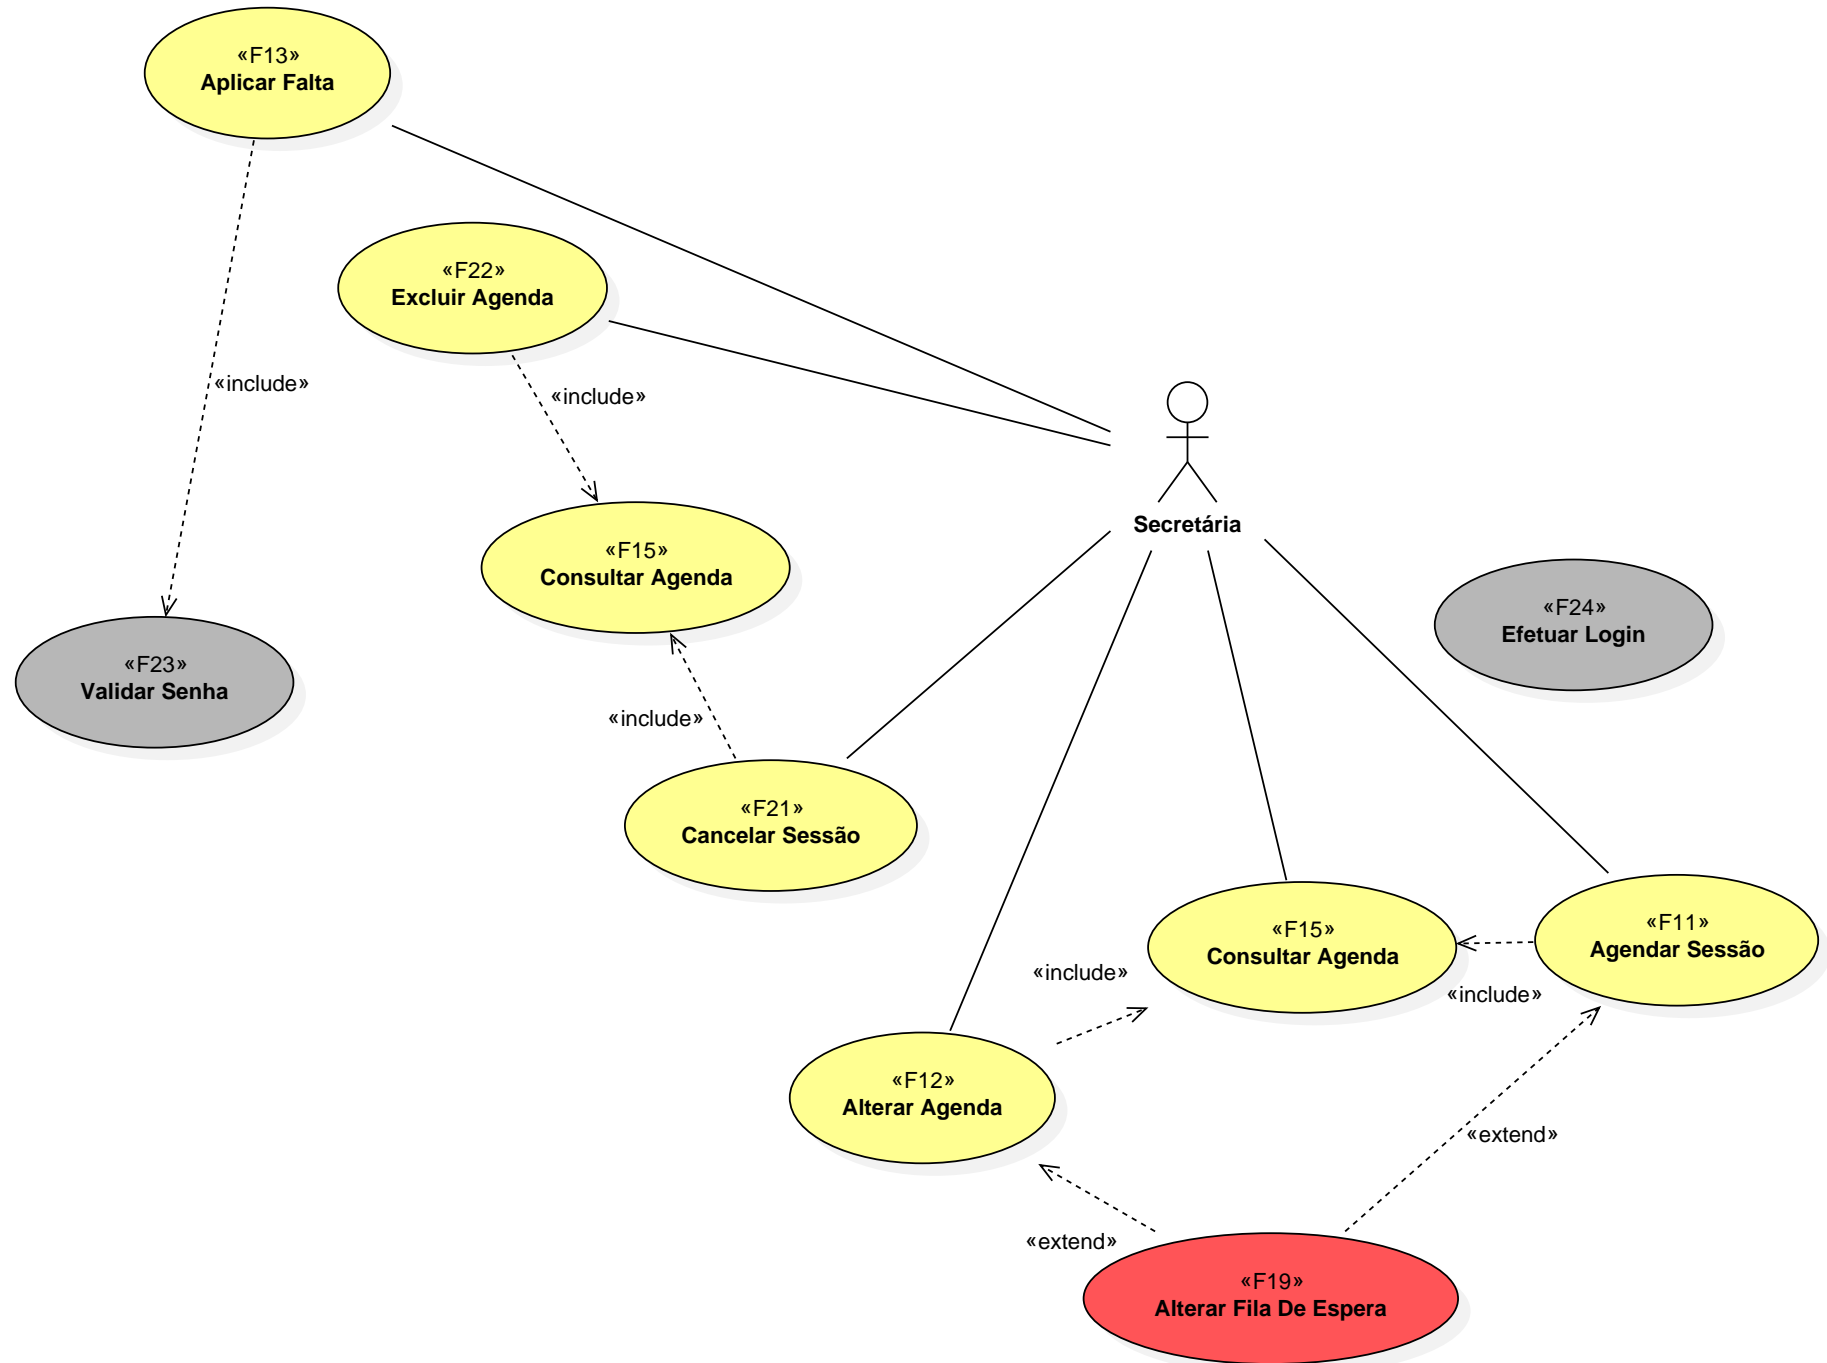 «F13»
Aplicar Falta
«F22»
Excluir Agenda
«include»
«include»
Secretária
«F15»
Consultar Agenda
«F24»
Efetuar Login
«F23»
Validar Senha
«include»
«F21»
Cancelar Sessão
«F15»
Consultar Agenda
«F11»
Agendar Sessão
«include»
«include»
«F12»
Alterar Agenda
«extend»
«extend»
«F19»
Alterar Fila De Espera